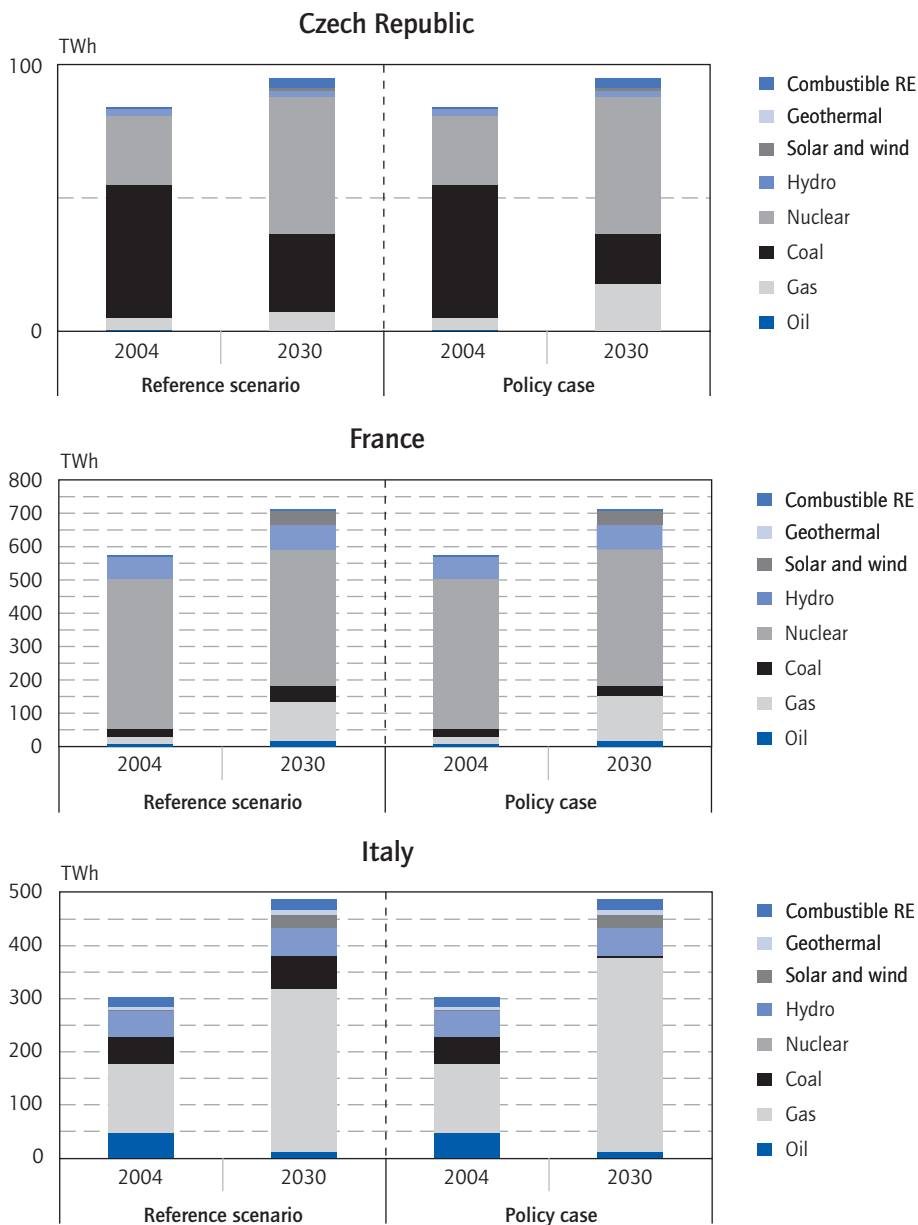 Czech Republic
TWh
100
0
2004 2030 2004 2030
Reference scenario Policy case
Combustible RE
Geothermal
Solar and wind
Hydro
Nuclear
Coal
Gas
Oil
France
TWh
800
700
600
500
400
300
200
100
0
2004 2030 2004 2030
Reference scenario Policy case
Combustible RE
Geothermal
Solar and wind
Hydro
Nuclear
Coal
Gas
Oil
Italy
TWh
500
400
300
200
100
0
2004 2030 2004 2030
Reference scenario Policy case
Combustible RE
Geothermal
Solar and wind
Hydro
Nuclear
Coal
Gas
Oil